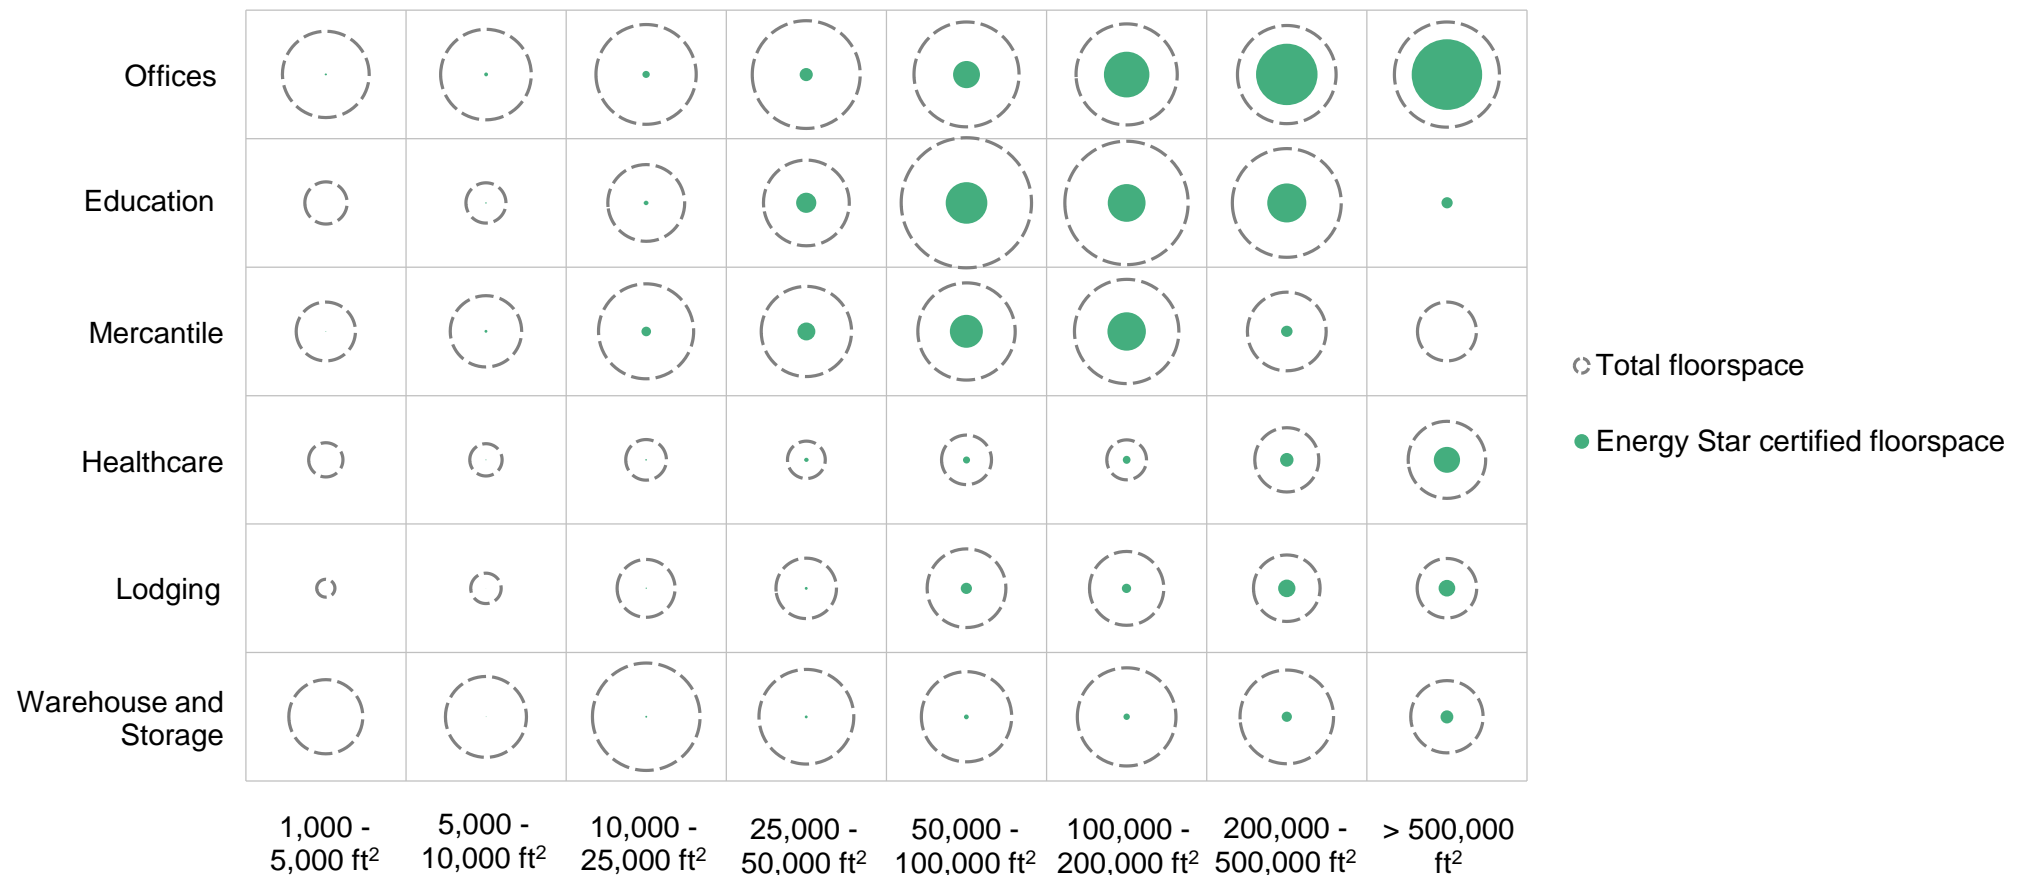 Offices
Education
Mercantile
Healthcare
Lodging
Warehouse and
Storage
Total floorspace
Energy Star certified floorspace
1,000 -
5,000 ft²
5,000 -
10,000 ft²
10,000 -
25,000 ft²
25,000 -
50,000 ft²
50,000 -
100,000 ft²
100,000 -
200,000 ft²
200,000 -
500,000 ft²
> 500,000
ft²